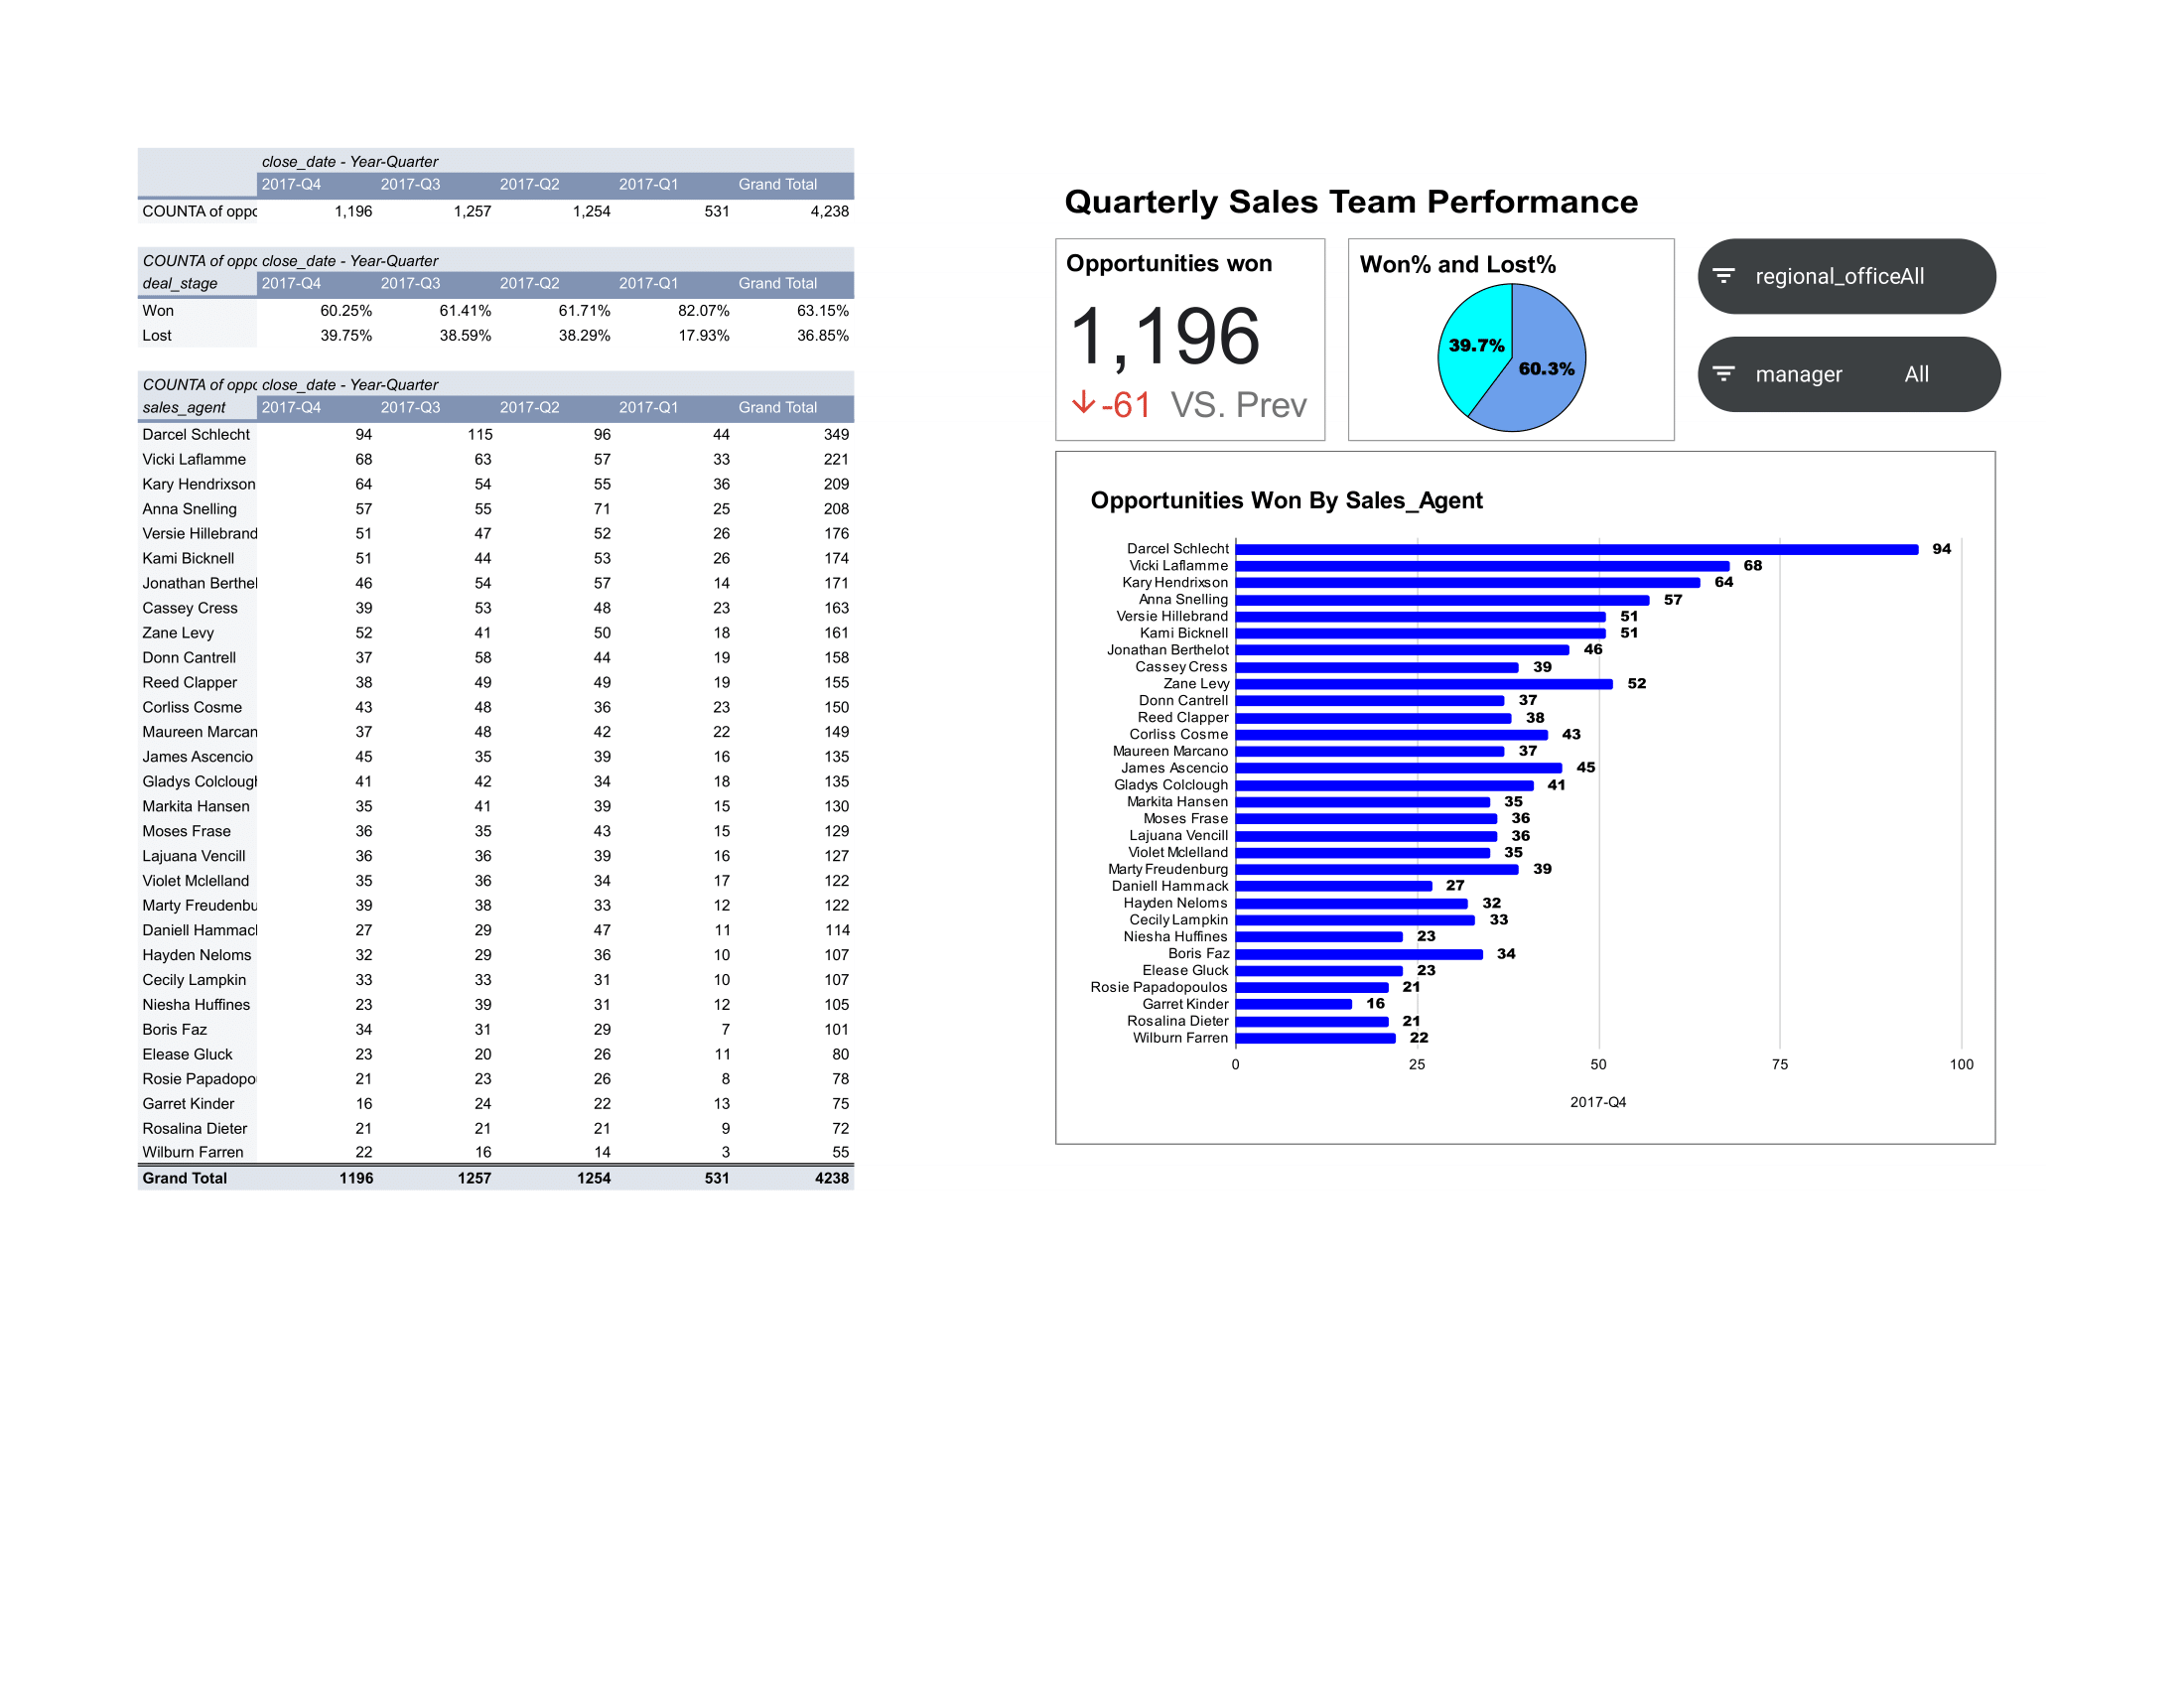 close_date - Year-Quarter
2017-Q4 2017-Q3 2017-Q2 2017-Q1 Grand Total
COUNTA of oppo 1,196 1,257 1,254 531 4,238
COUNTA of oppo close_date - Year-Quarter
deal_stage 2017-Q4 2017-Q3 2017-Q2 2017-Q1 Grand Total
Won 60.25% 61.41% 61.71% 82.07% 63.15%
Lost 39.75% 38.59% 38.29% 17.93% 36.85%
COUNTA of oppo close_date - Year-Quarter
sales_agent 2017-Q4 2017-Q3 2017-Q2 2017-Q1 Grand Total
Darcel Schlecht 94 115 96 44 349
Vicki Laflamme 68 63 57 33 221
Kary Hendrixson 64 54 55 36 209
Anna Snelling 57 55 71 25 208
Versie Hillebrand 51 47 52 26 176
Kami Bicknell 51 44 53 26 174
Jonathan Berthel 46 54 57 14 171
Cassey Cress 39 53 48 23 163
Zane Levy 52 41 50 18 161
Donn Cantrell 37 58 44 19 158
Reed Clapper 38 49 49 19 155
Corliss Cosme 43 48 36 23 150
Maureen Marcan 37 48 42 22 149
James Ascencio 45 35 39 16 135
Gladys Colclough 41 42 34 18 135
Markita Hansen 35 41 39 15 130
Moses Frase 36 35 43 15 129
Lajuana Vencill 36 36 39 16 127
Violet Mclelland 35 36 34 17 122
Marty Freudenbu 39 38 33 12 122
Daniell Hammack 27 29 47 11 114
Hayden Neloms 32 29 36 10 107
Cecily Lampkin 33 33 31 10 107
Niesha Huffines 23 39 31 12 105
Boris Faz 34 31 29 7 101
Elease Gluck 23 20 26 11 80
Rosie Papadopou 21 23 26 8 78
Garret Kinder 16 24 22 13 75
Rosalina Dieter 21 21 21 9 72
Wilburn Farren 22 16 14 3 55
Grand Total 1196 1257 1254 531 4238
Quarterly Sales Team Performance
Opportunities won
1,196
-61 VS. Prev
Won% and Lost%
39.7%
60.3%
regional_officeAll
manager All
Opportunities Won By Sales_Agent
Darcel Schlecht 94
Vicki Laflamme 68
Kary Hendrixson 64
Anna Snelling 57
Versie Hillebrand 51
Kami Bicknell 51
Jonathan Berthelot 46
Cassey Cress 39
Zane Levy 52
Donn Cantrell 37
Reed Clapper 38
Corliss Cosme 43
Maureen Marcano 37
James Ascencio 45
Gladys Colclough 41
Markita Hansen 35
Moses Frase 36
Lajuana Vencill 36
Violet Mclelland 35
Marty Freudenburg 39
Daniell Hammack 27
Hayden Neloms 32
Cecily Lampkin 33
Niesha Huffines 23
Boris Faz 34
Elease Gluck 23
Rosie Papadopoulos 21
Garret Kinder 16
Rosalina Dieter 21
Wilburn Farren 22
0 25 50 75 100
2017-Q4